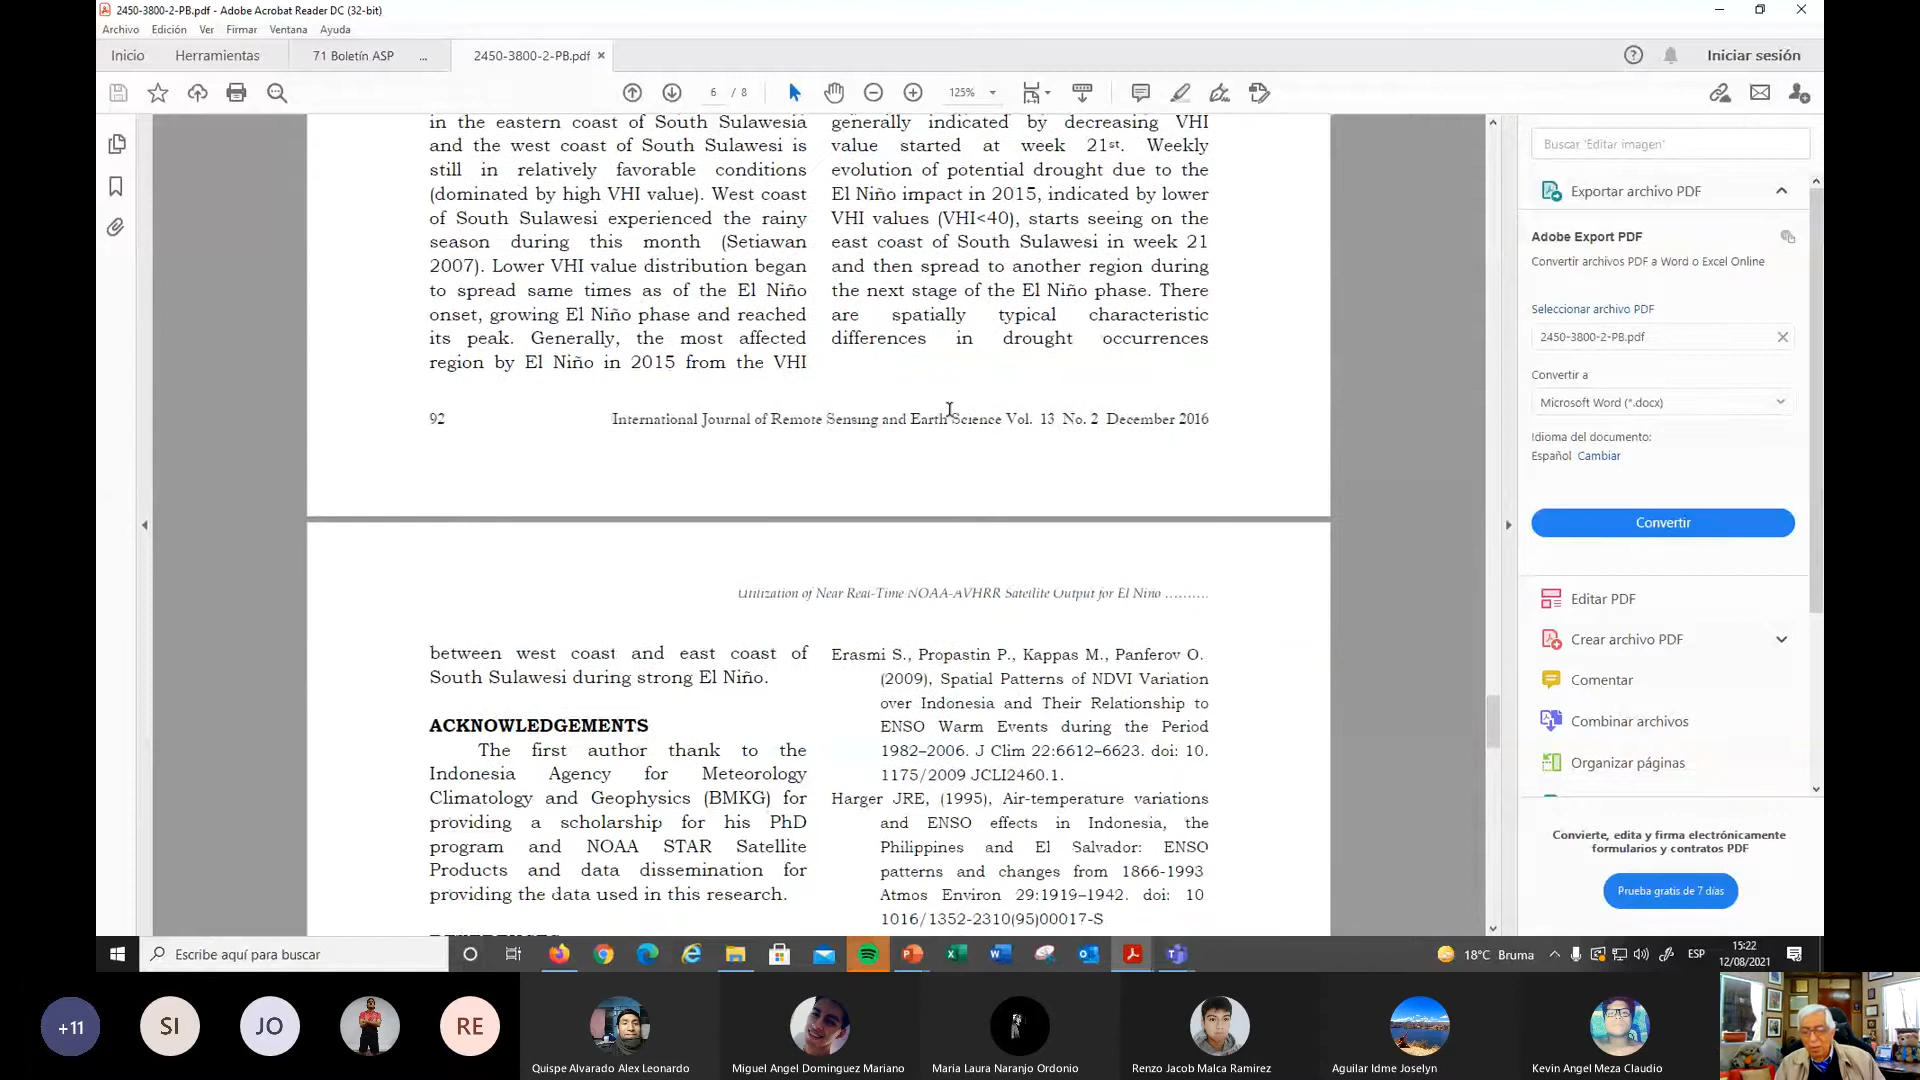 2450-3800-2-PB.pdf - Adobe Acrobat Reader DC (32-bit)
Archivo Edición Ver Firmar Ventana Ayuda
Inicio Herramientas 71 Boletín ASP ... 2450-3800-2-PB.pdf × Iniciar sesión
6 / 8 125%
in the eastern coast of South Sulawesia
and the west coast of South Sulawesi is
still in relatively favorable conditions
(dominated by high VHI value). West coast
of South Sulawesi experienced the rainy
season during this month (Setiawan
2007). Lower VHI value distribution began
to spread same times as of the El Niño
onset, growing El Niño phase and reached
its peak. Generally, the most affected
region by El Niño in 2015 from the VHI
generally indicated by decreasing VHI
value started at week 21st. Weekly
evolution of potential drought due to the
El Niño impact in 2015, indicated by lower
VHI values (VHI<40), starts seeing on the
east coast of South Sulawesi in week 21
and then spread to another region during
the next stage of the El Niño phase. There
are spatially typical characteristic
differences in drought occurrences
92 International Journal of Remote Sensing and Earth Science Vol. 13 No. 2 December 2016
Utilization of Near Real-Time NOAA-AVHRR Satellite Output for El Niño ..........
between west coast and east coast of
South Sulawesi during strong El Niño.
ACKNOWLEDGEMENTS
The first author thank to the
Indonesia Agency for Meteorology
Climatology and Geophysics (BMKG) for
providing a scholarship for his PhD
program and NOAA STAR Satellite
Products and data dissemination for
providing the data used in this research.
Erasmi S., Propastin P., Kappas M., Panferov O.
(2009), Spatial Patterns of NDVI Variation
over Indonesia and Their Relationship to
ENSO Warm Events during the Period
1982–2006. J Clim 22:6612–6623. doi: 10.
1175/2009 JCLI2460.1.
Harger JRE, (1995), Air-temperature variations
and ENSO effects in Indonesia, the
Philippines and El Salvador: ENSO
patterns and changes from 1866-1993
Atmos Environ 29:1919–1942. doi: 10
1016/1352-2310(95)00017-S
Buscar 'Editar imagen'
Exportar archivo PDF
Adobe Export PDF
Convertir archivos PDF a Word o Excel Online
Seleccionar archivo PDF
2450-3800-2-PB.pdf
Convertir a
Microsoft Word (*.docx)
Idioma del documento:
Español Cambiar
Convertir
Editar PDF
Crear archivo PDF
Comentar
Combinar archivos
Organizar páginas
Convierte, edita y firma electrónicamente
formularios y contratos PDF
Prueba gratis de 7 días
Escribe aquí para buscar
18°C Bruma ESP 15:22
12/08/2021
+11 SI JO RE
Quispe Alvarado Alex Leonardo
Miguel Angel Dominguez Mariano
Maria Laura Naranjo Ordonio
Renzo Jacob Malca Ramirez
Aguilar Idme Joselyn
Kevin Angel Meza Claudio